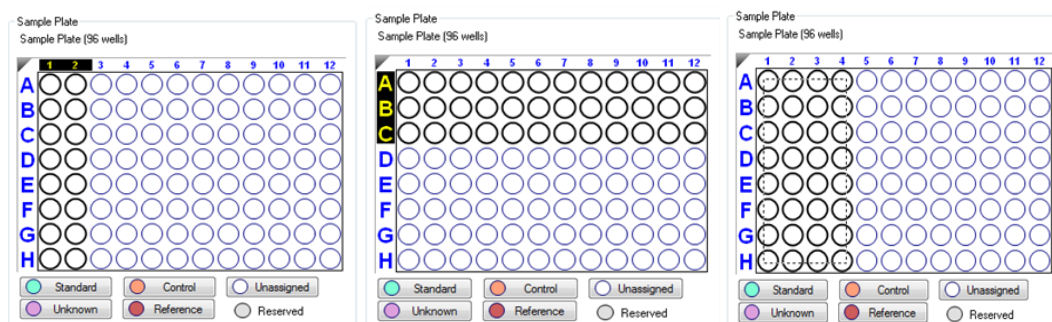 Sample Plate
Sample Plate (96 wells)
1 2 3 4 5 6 7 8 9 10 11 12
A
B
C
D
E
F
G
H
Standard Control Unassigned
Unknown Reference Reserved
Sample Plate
Sample Plate (96 wells)
1 2 3 4 5 6 7 8 9 10 11 12
A
B
C
D
E
F
G
H
Standard Control Unassigned
Unknown Reference Reserved
Sample Plate
Sample Plate (96 wells)
1 2 3 4 5 6 7 8 9 10 11 12
A
B
C
D
E
F
G
H
Standard Control Unassigned
Unknown Reference Reserved